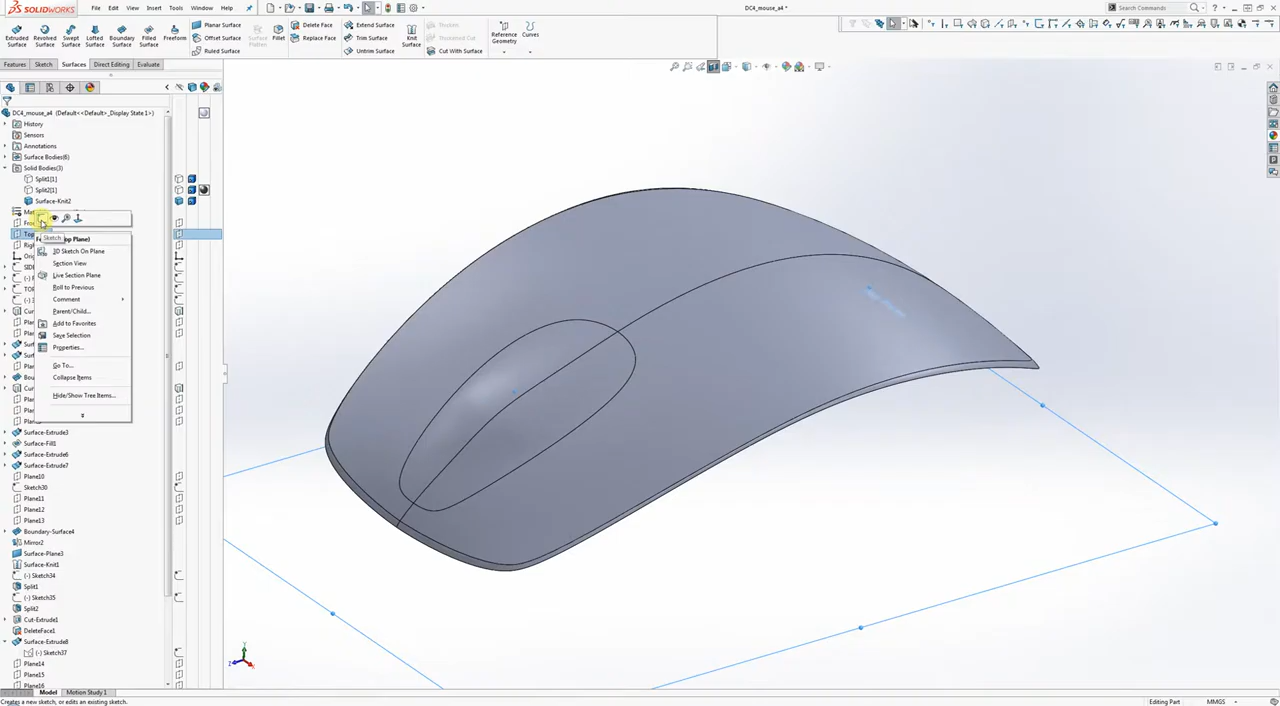 SOLIDWORKS
File Edit View Insert Tools Window Help
DC4_mouse_a4 *
Search Commands
Extruded Surface
Revolved Surface
Swept Surface
Lofted Surface
Boundary Surface
Filled Surface
Freeform
Planar Surface
Offset Surface
Ruled Surface
Surface Flatten
Fillet
Delete Face
Replace Face
Extend Surface
Trim Surface
Untrim Surface
Knit Surface
Thicken
Thickened Cut
Cut With Surface
Reference Geometry
Curves
Features Sketch Surfaces Direct Editing Evaluate
DC4_mouse_a4 (Default<<Default>_Display State 1>)
History
Sensors
Annotations
Surface Bodies(6)
Solid Bodies(3)
Split1[1]
Split2[1]
Surface-Knit2
Sketch
3D Sketch On Plane
Section View
Live Section Plane
Roll to Previous
Comment
Parent/Child...
Add to Favorites
Save Selection
Properties...
Go To...
Collapse Items
Hide/Show Tree Items...
Surface-Extrude3
Surface-Fill1
Surface-Extrude6
Surface-Extrude7
Plane10
Sketch30
Plane11
Plane12
Plane13
Boundary-Surface4
Mirror2
Surface-Plane3
Surface-Knit1
(-) Sketch34
Split1
(-) Sketch35
Split2
Cut-Extrude1
DeleteFace1
Surface-Extrude8
(-) Sketch37
Plane14
Plane15
Plane16
Model Motion Study 1
Creates a new sketch, or edits an existing sketch.
Editing Part
MMGS